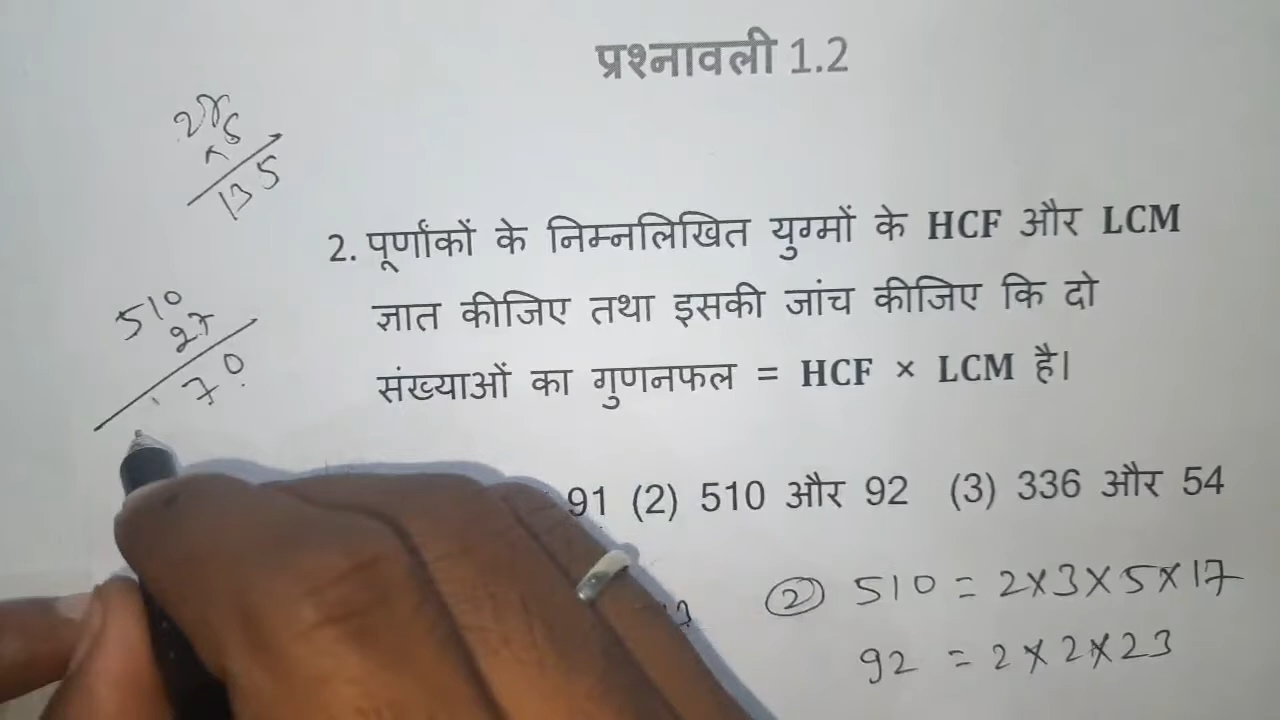 प्रश्नावली 1.2
135
2. पूर्णांकों के निम्नलिखित युग्मों के HCF और LCM
ज्ञात कीजिए तथा इसकी जांच कीजिए कि दो
संख्याओं का गुणनफल = HCF × LCM है।
510
27
70
91 (2) 510 और 92 (3) 336 और 54
② 510 = 2×3×5×17
92 = 2×2×23